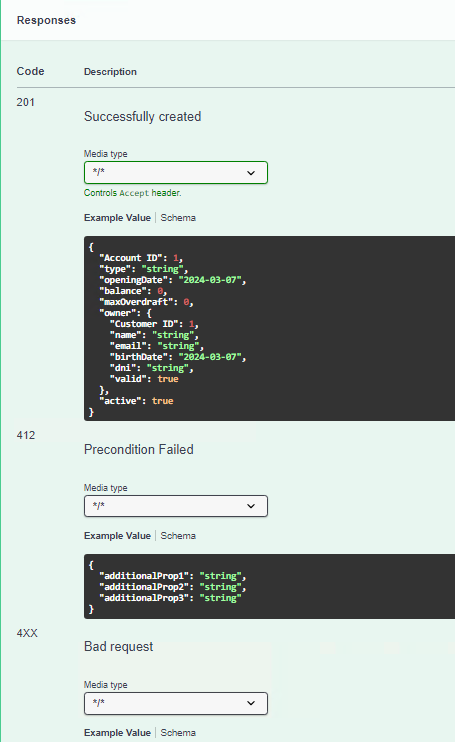 Responses
Code Description
201
Successfully created
Media type
*/*
Controls Accept header.
Example Value Schema
{
"Account ID": 1,
"type": "string",
"openingDate": "2024-03-07",
"balance": 0,
"maxOverdraft": 0,
"owner": {
"Customer ID": 1,
"name": "string",
"email": "string",
"birthDate": "2024-03-07",
"dni": "string",
"valid": true
},
"active": true
}
412
Precondition Failed
Media type
*/*
Example Value Schema
{
"additionalProp1": "string",
"additionalProp2": "string",
"additionalProp3": "string"
}
4XX
Bad request
Media type
*/*
Example Value Schema